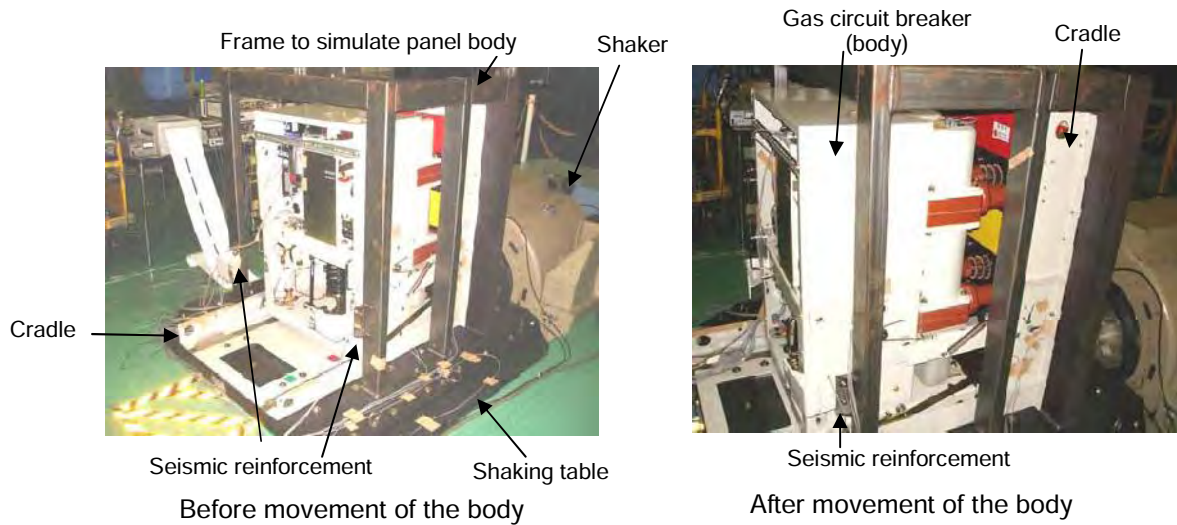 Frame to simulate panel body
Shaker
Cradle
Seismic reinforcement
Shaking table
Before movement of the body
Gas circuit breaker
(body)
Cradle
Seismic reinforcement
After movement of the body